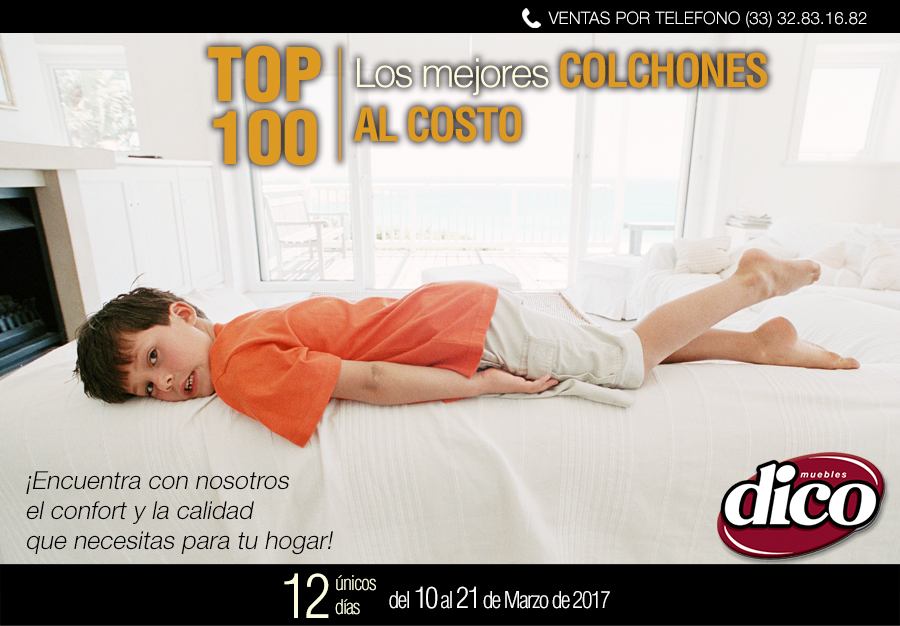 VENTAS POR TELEFONO (33) 32.83.16.82
TOP
100
Los mejores COLCHONES
AL COSTO
¡Encuentra con nosotros
el confort y la calidad
que necesitas para tu hogar!
muebles
dico
12 únicos
días
del 10 al 21 de Marzo de 2017